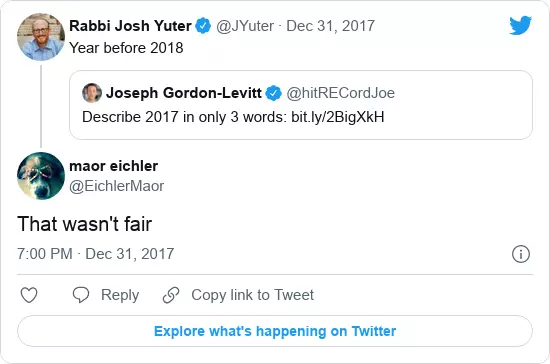 Rabbi Josh Yuter @JYuter · Dec 31, 2017
Year before 2018
Joseph Gordon-Levitt @hitRECordJoe
Describe 2017 in only 3 words: bit.ly/2BigXkH
maor eichler
@EichlerMaor
That wasn't fair
7:00 PM · Dec 31, 2017
Reply Copy link to Tweet
Explore what's happening on Twitter